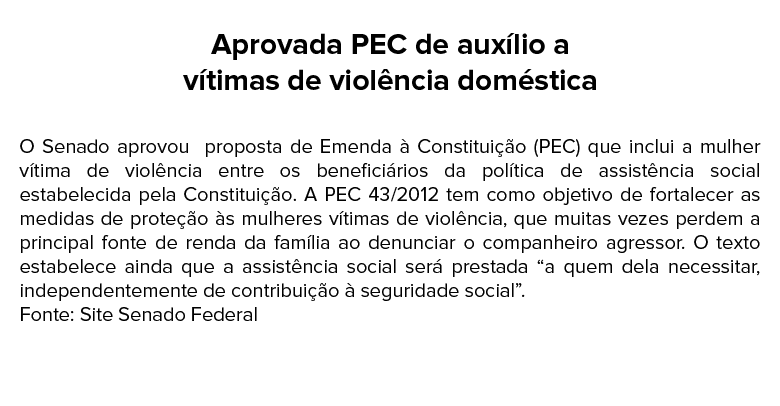 Aprovada PEC de auxílio a
vítimas de violência doméstica
O Senado aprovou  proposta de Emenda à Constituição (PEC) que inclui a mulher
vítima de violência entre os beneficiários da política de assistência social
estabelecida pela Constituição. A PEC 43/2012 tem como objetivo de fortalecer as
medidas de proteção às mulheres vítimas de violência, que muitas vezes perdem a
principal fonte de renda da família ao denunciar o companheiro agressor. O texto
estabelece ainda que a assistência social será prestada “a quem dela necessitar,
independentemente de contribuição à seguridade social”.
Fonte: Site Senado Federal